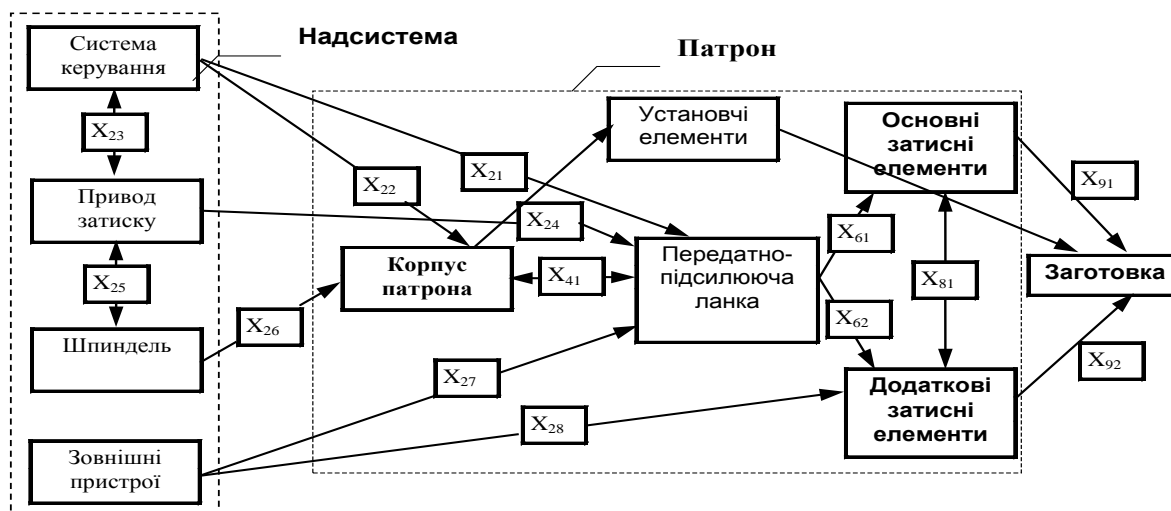 Система
керування
Надсистема
Патрон
Установчі
елементи
Основні
затисні
елементи
X₂₃
X₂₂
X₂₁
X₉₁
Привод
затиску
X₂₄
X₆₁
Корпус
патрона
X₄₁
Передатно-
підсилююча
ланка
X₈₁
Заготовка
X₂₅
X₂₆
X₆₂
Шпиндель
X₂₇
X₉₂
Додаткові
затисні
елементи
X₂₈
Зовнішні
пристрої